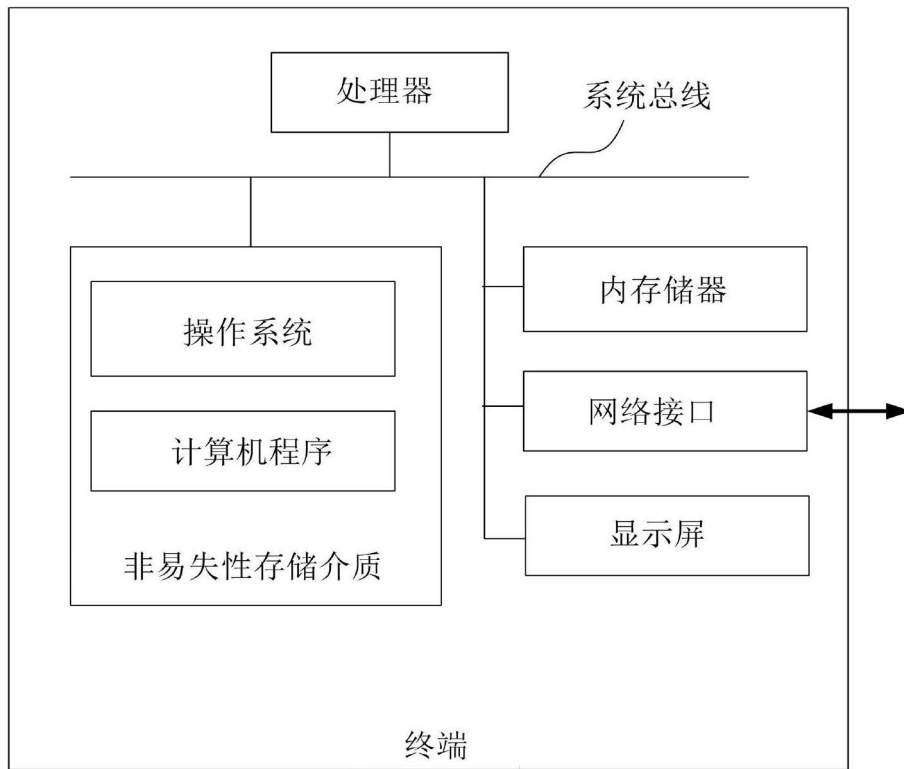 处理器
系统总线
操作系统
计算机程序
非易失性存储介质
内存储器
网络接口
显示屏
终端